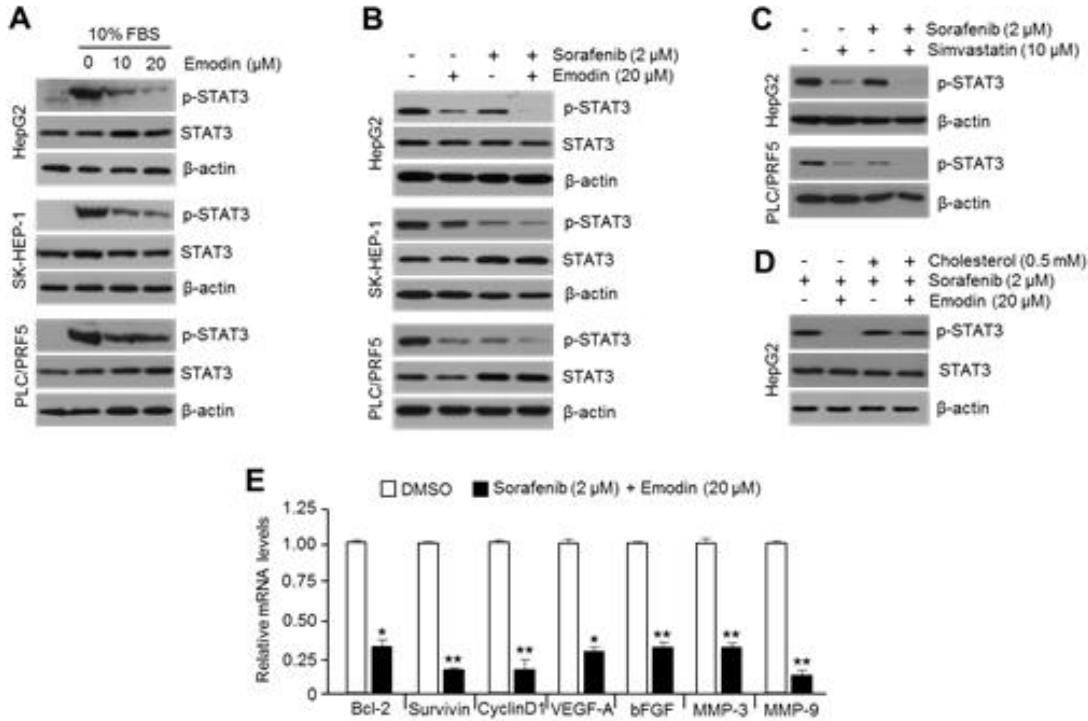 A
10% FBS
0 10 20 Emodin (µM)
HepG2
p-STAT3
STAT3
β-actin
SK-HEP-1
p-STAT3
STAT3
β-actin
PLC/PRF5
p-STAT3
STAT3
β-actin
B
- - + + Sorafenib (2 µM)
- + - + Emodin (20 µM)
HepG2
p-STAT3
STAT3
β-actin
SK-HEP-1
p-STAT3
STAT3
β-actin
PLC/PRF5
p-STAT3
STAT3
β-actin
C
- - + + Sorafenib (2 µM)
- + - + Simvastatin (10 µM)
HepG2
p-STAT3
β-actin
PLC/PRF5
p-STAT3
β-actin
D
- - + + Cholesterol (0.5 mM)
+ + + + Sorafenib (2 µM)
- + - + Emodin (20 µM)
HepG2
p-STAT3
STAT3
β-actin
E
DMSO Sorafenib (2 µM) + Emodin (20 µM)
Relative mRNA levels
1.25
1.00
0.75
0.50
0.25
0
* ** ** * ** ** **
Bcl-2 Survivin CyclinD1 VEGF-A bFGF MMP-3 MMP-9